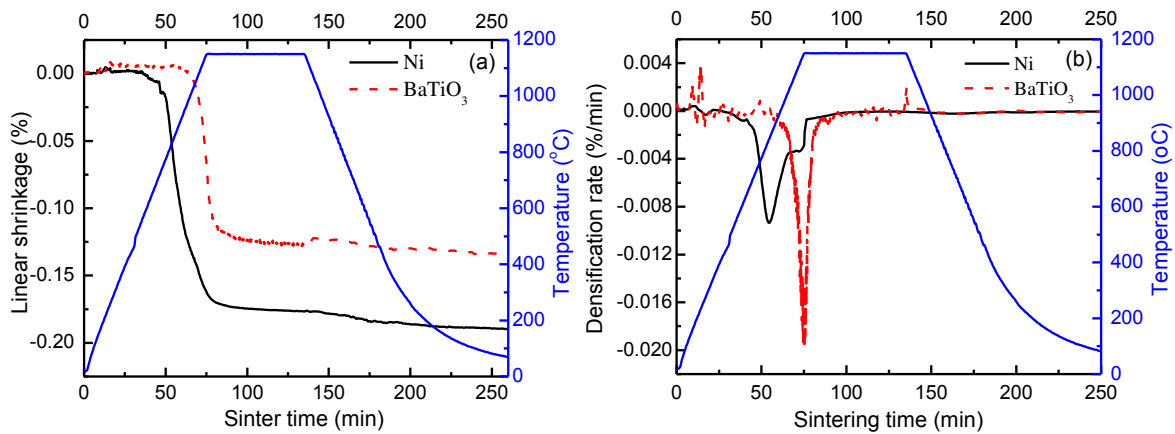 0 50 100 150 200 250
(a)
Ni
BaTiO3
0.00
-0.05
-0.10
-0.15
-0.20
Linear shrinkage (%)
1200
1000
800
600
400
200
0
Temperature (°C)
0 50 100 150 200 250
Sinter time (min)
0 50 100 150 200 250
(b)
Ni
BaTiO3
0.004
0.000
-0.004
-0.008
-0.012
-0.016
-0.020
Densification rate (%/min)
1200
1000
800
600
400
200
0
Temperature (oC)
0 50 100 150 200 250
Sintering time (min)